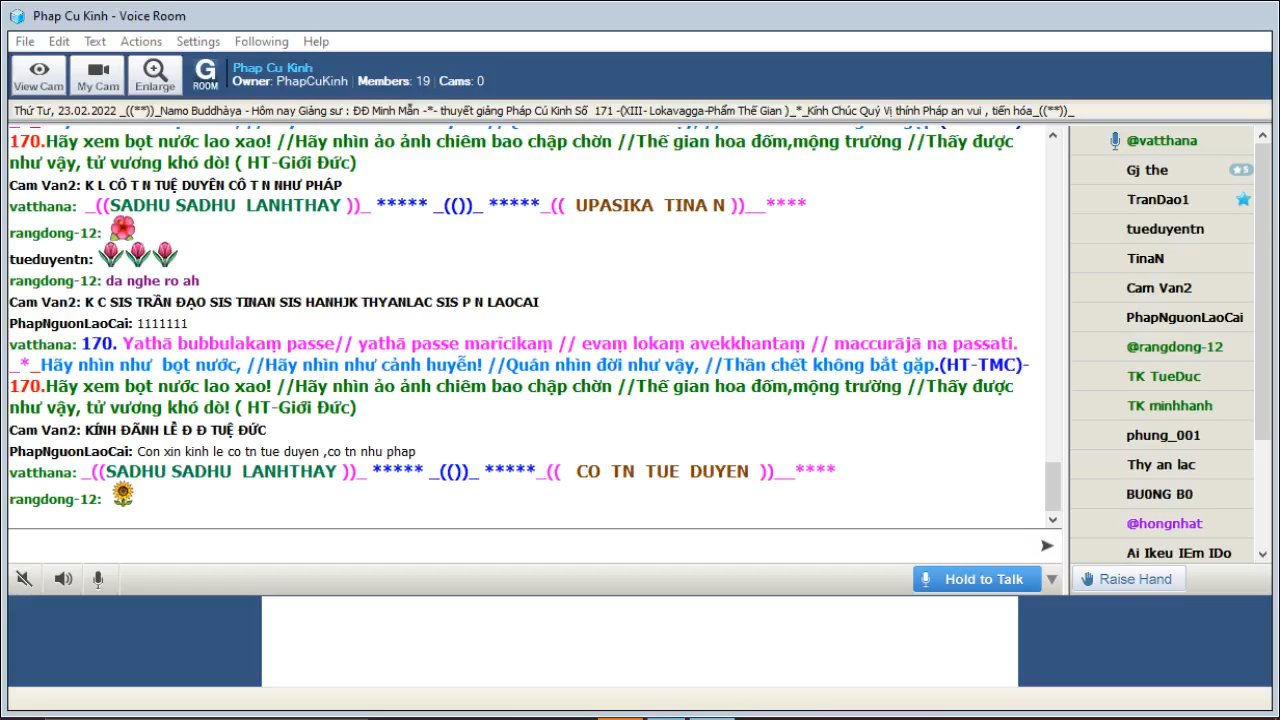 Phap Cu Kinh - Voice Room
File Edit Text Actions Settings Following Help
View Cam My Cam Enlarge G ROOM
Phap Cu Kinh
Owner: PhapCuKinh Members: 19 Cams: 0
Thứ Tư, 23.02.2022 _((**))_Namo Buddhàya - Hôm nay Giảng sư : ĐĐ Minh Mẫn -*- thuyết giảng Pháp Cú Kinh Số 171 -(XIII- Lokavagga-Phẩm Thế Gian )_*_Kính Chúc Quý Vị thính Pháp an vui , tiến hóa_((**))_
170.Hãy xem bọt nước lao xao! //Hãy nhìn ảo ảnh chiêm bao chập chờn //Thế gian hoa đốm,mộng trường //Thấy được
như vậy, tử vương khó dò! ( HT-Giới Đức)
Cam Van2: K L CÔ T N TUỆ DUYÊN CÔ T N NHƯ PHÁP
vatthana: _((SADHU SADHU LANHTHAY ))_ ***** _(())_ *****_(( UPASIKA TINA N ))__****
rangdong-12:
tueduyentn:
rangdong-12: da nghe ro ah
Cam Van2: K C SIS TRẦN ĐẠO SIS TINAN SIS HANHJK THYANLAC SIS P N LAOCAI
PhapNguonLaoCai: 1111111
vatthana: 170. Yathā bubbulakaṃ passe// yathā passe marīcikaṃ // evaṃ lokaṃ avekkhantaṃ // maccurājā na passati.
_*_Hãy nhìn như bọt nước, //Hãy nhìn như cảnh huyễn! //Quán nhìn đời như vậy, //Thần chết không bắt gặp.(HT-TMC)-
170.Hãy xem bọt nước lao xao! //Hãy nhìn ảo ảnh chiêm bao chập chờn //Thế gian hoa đốm,mộng trường //Thấy được
như vậy, tử vương khó dò! ( HT-Giới Đức)
Cam Van2: KÍNH ĐÃNH LỄ Đ Đ TUỆ ĐỨC
PhapNguonLaoCai: Con xin kinh le co tn tue duyen ,co tn nhu phap
vatthana: _((SADHU SADHU LANHTHAY ))_ ***** _(())_ *****_(( CO TN TUE DUYEN ))__****
rangdong-12:
@vatthana
Gj the
TranDao1
tueduyentn
TinaN
Cam Van2
PhapNguonLaoCai
@rangdong-12
TK TueDuc
TK minhhanh
phung_001
Thy an lac
BU0NG B0
@hongnhat
Ai Ikeu IEm IDo
Hold to Talk
Raise Hand